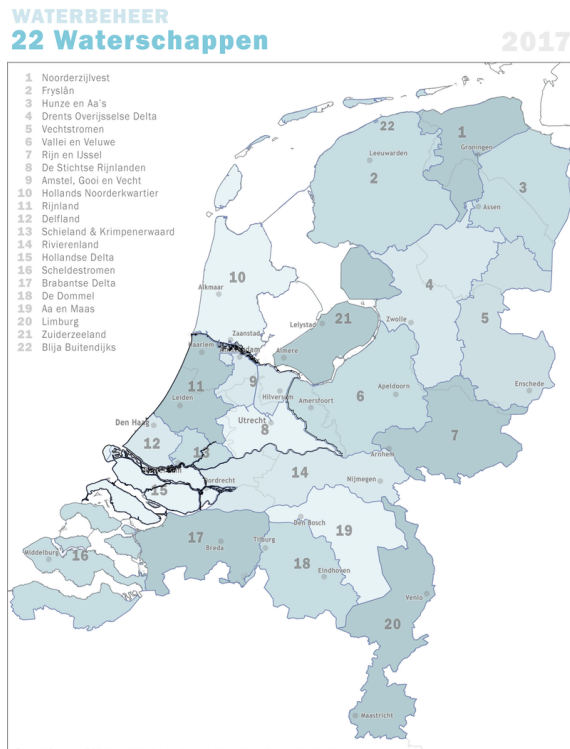 WATERBEHEER
22 Waterschappen
2017
1 Noorderzijlvest
2 Fryslân
3 Hunze en Aa's
4 Drents Overijsselse Delta
5 Vechtstromen
6 Vallei en Veluwe
7 Rijn en IJssel
8 De Stichtse Rijnlanden
9 Amstel, Gooi en Vecht
10 Hollands Noorderkwartier
11 Rijnland
12 Delfland
13 Schieland & Krimpenerwaard
14 Rivierenland
15 Hollandse Delta
16 Scheldestromen
17 Brabantse Delta
18 De Dommel
19 Aa en Maas
20 Limburg
21 Zuiderzeeland
22 Blija Buitendijks
22
1
Groningen
Leeuwarden
2
3
Assen
10
4
Alkmaar
21
5
Lelystad
Zwolle
Zaanstad
Haarlem
Almere
9
11
Hilversum
Apeldoorn
Enschede
Leiden
Amersfoort
6
Den Haag
Utrecht
8
7
12
13
Arnhem
14
Nijmegen
15
Dordrecht
Den Bosch
19
17
Tilburg
Breda
Middelburg
16
18
Eindhoven
Venlo
20
Maastricht